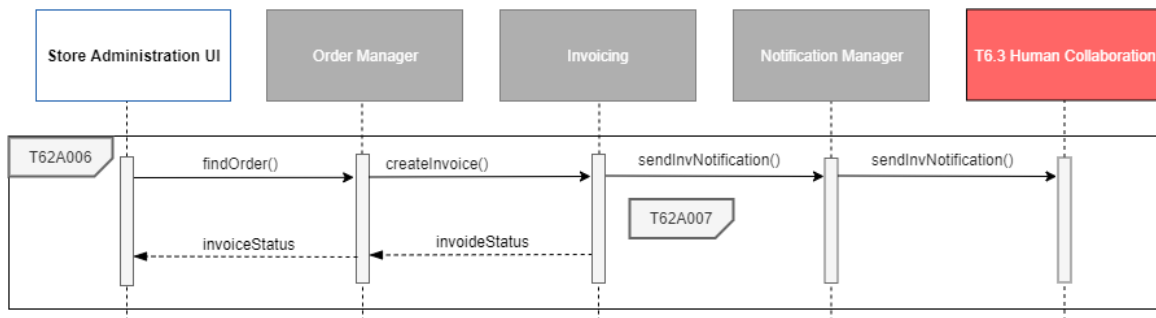 Store Administration UI
Order Manager
Invoicing
Notification Manager
T6.3 Human Collaboration
T62A006
findOrder()
createInvoice()
sendInvNotification()
sendInvNotification()
T62A007
invoiceStatus
invoideStatus